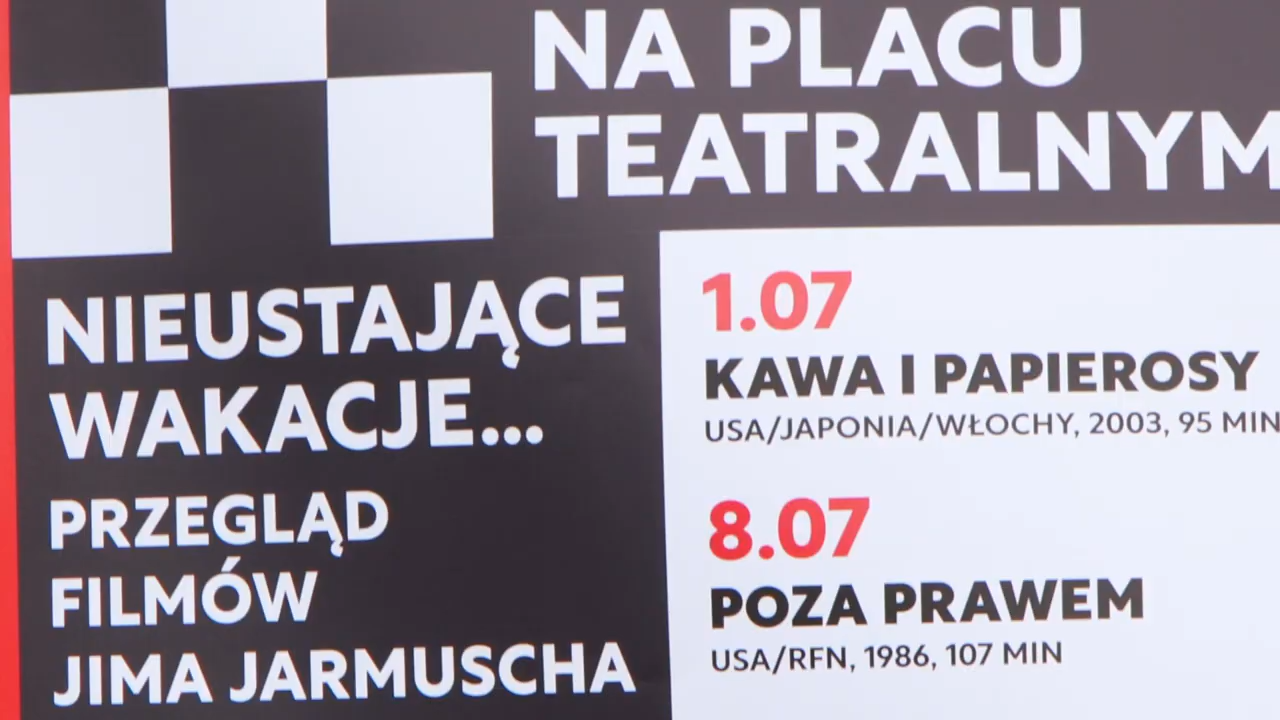 NA PLACU
TEATRALNYM
NIEUSTAJĄCE
WAKACJE...
PRZEGLĄD
FILMÓW
JIMA JARMUSCHA
1.07
KAWA I PAPIEROSY
USA/JAPONIA/WŁOCHY, 2003, 95 MIN
8.07
POZA PRAWEM
USA/RFN, 1986, 107 MIN